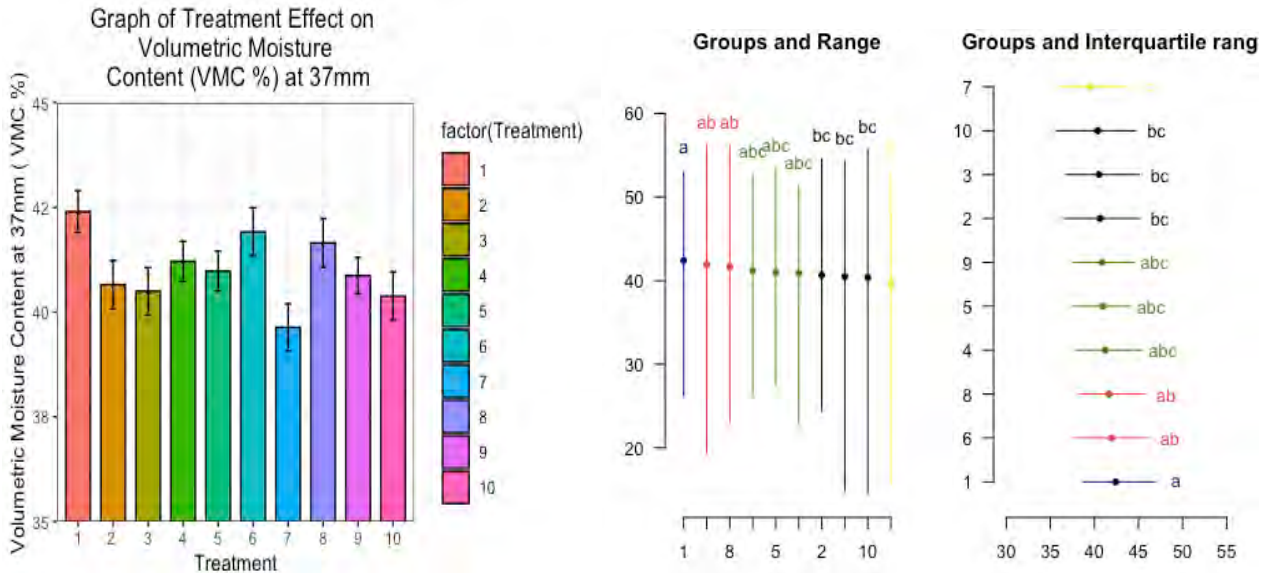 Graph of Treatment Effect on
Volumetric Moisture
Content (VMC %) at 37mm
Volumetric Moisture Content at 37mm ( VMC %)
45
42
40
38
35
1 2 3 4 5 6 7 8 9 10
Treatment
factor(Treatment)
1
2
3
4
5
6
7
8
9
10
Groups and Range
60
50
40
30
20
a ab ab abc abc abc bc bc bc
1 8 5 2 10
Groups and Interquartile rang
7
10 bc
3 bc
2 bc
9 abc
5 abc
4 abc
8 ab
6 ab
1 a
30 35 40 45 50 55